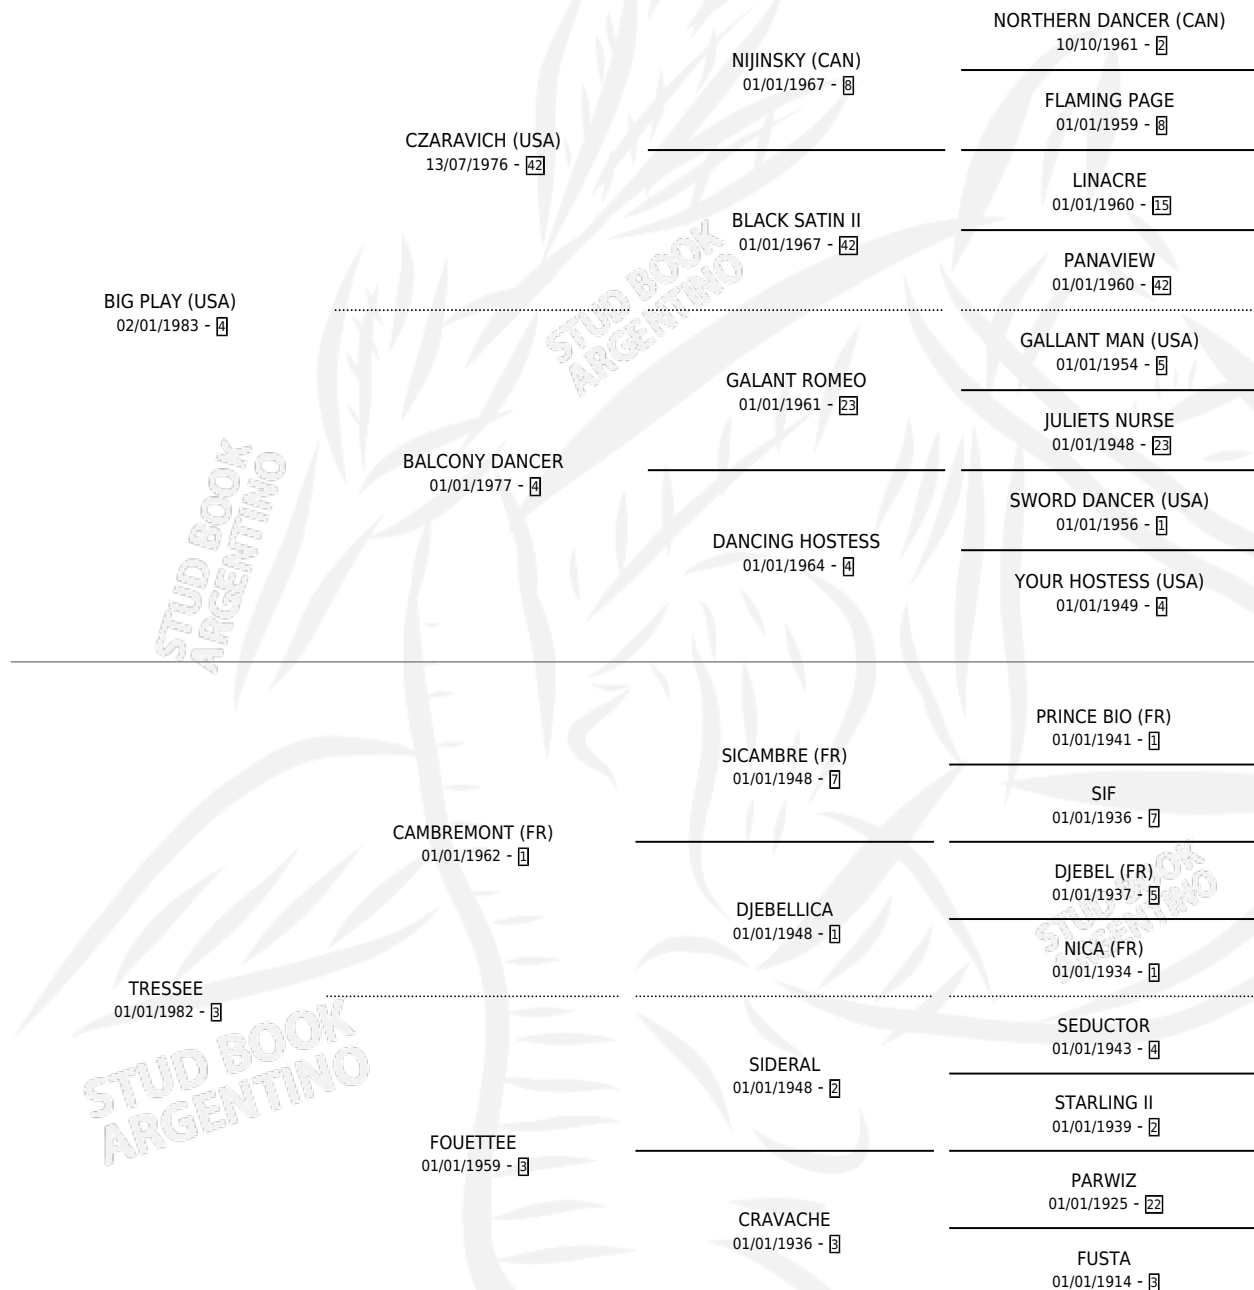 NORTHERN DANCER (CAN)
10/10/1961 - 2
NIJINSKY (CAN)
01/01/1967 - 8
FLAMING PAGE
01/01/1959 - 8
CZARAVICH (USA)
13/07/1976 - 42
LINACRE
01/01/1960 - 15
BLACK SATIN II
01/01/1967 - 42
PANAVIEW
01/01/1960 - 42
BIG PLAY (USA)
02/01/1983 - 4
STUD BOOK
ARGENTINO
GALLANT MAN (USA)
01/01/1954 - 5
GALANT ROMEO
01/01/1961 - 23
JULIETS NURSE
01/01/1948 - 23
BALCONY DANCER
01/01/1977 - 4
SWORD DANCER (USA)
01/01/1956 - 1
DANCING HOSTESS
01/01/1964 - 4
YOUR HOSTESS (USA)
01/01/1949 - 4
STUD BOOK
ARGENTINO
PRINCE BIO (FR)
01/01/1941 - 1
SICAMBRE (FR)
01/01/1948 - 7
SIF
01/01/1936 - 7
CAMBREMONT (FR)
01/01/1962 - 1
DJEBEL (FR)
01/01/1937 - 5
DJEBELLICA
01/01/1948 - 1
STUD BOOK
ARGENTINO
NICA (FR)
01/01/1934 - 1
TRESSEE
01/01/1982 - 3
SEDUCTOR
01/01/1943 - 4
SIDERAL
01/01/1948 - 2
STUD BOOK
ARGENTINO
STARLING II
01/01/1939 - 2
FOUETTEE
01/01/1959 - 3
PARWIZ
01/01/1925 - 22
CRAVACHE
01/01/1936 - 3
FUSTA
01/01/1914 - 3